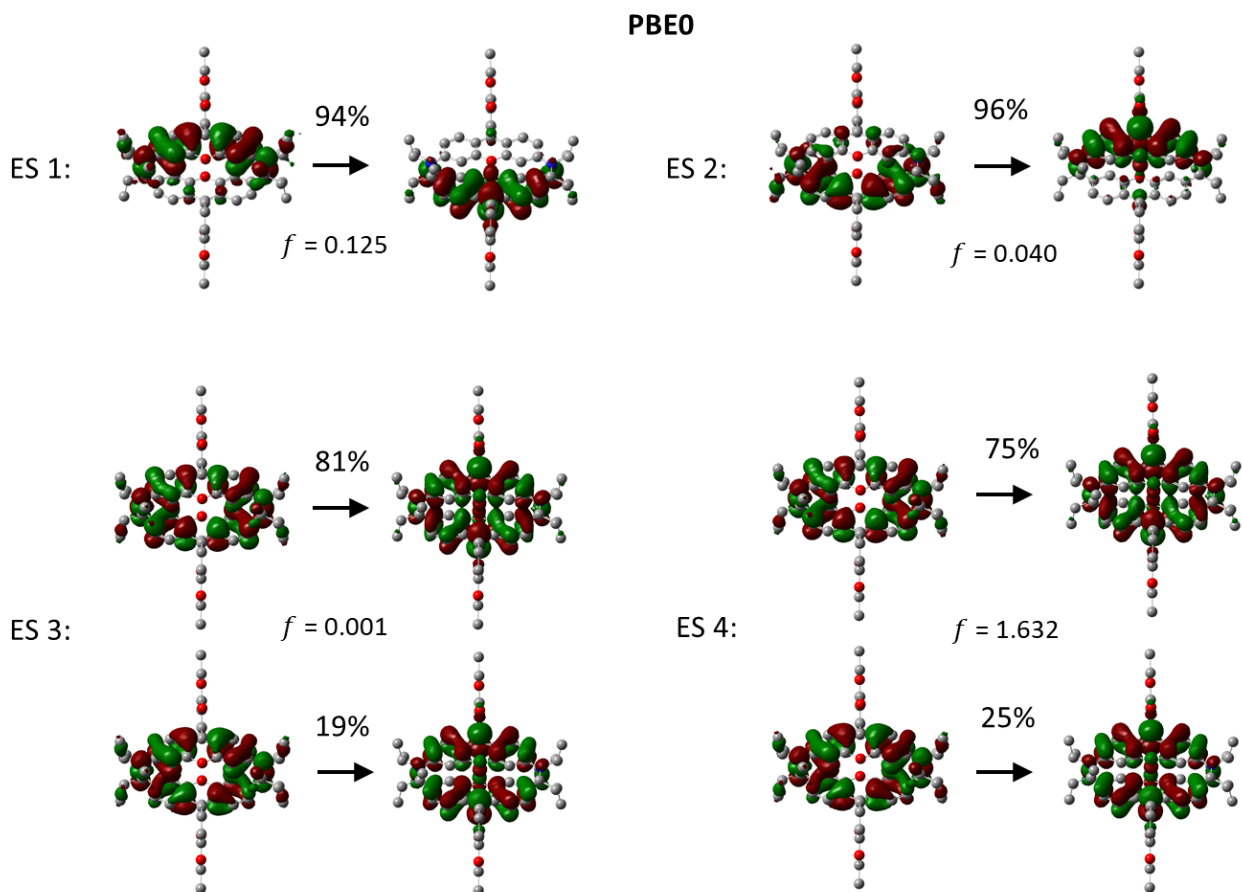 PBE0
ES 1:
94%
f = 0.125
ES 2:
96%
f = 0.040
ES 3:
81%
f = 0.001
19%
ES 4:
75%
f = 1.632
25%